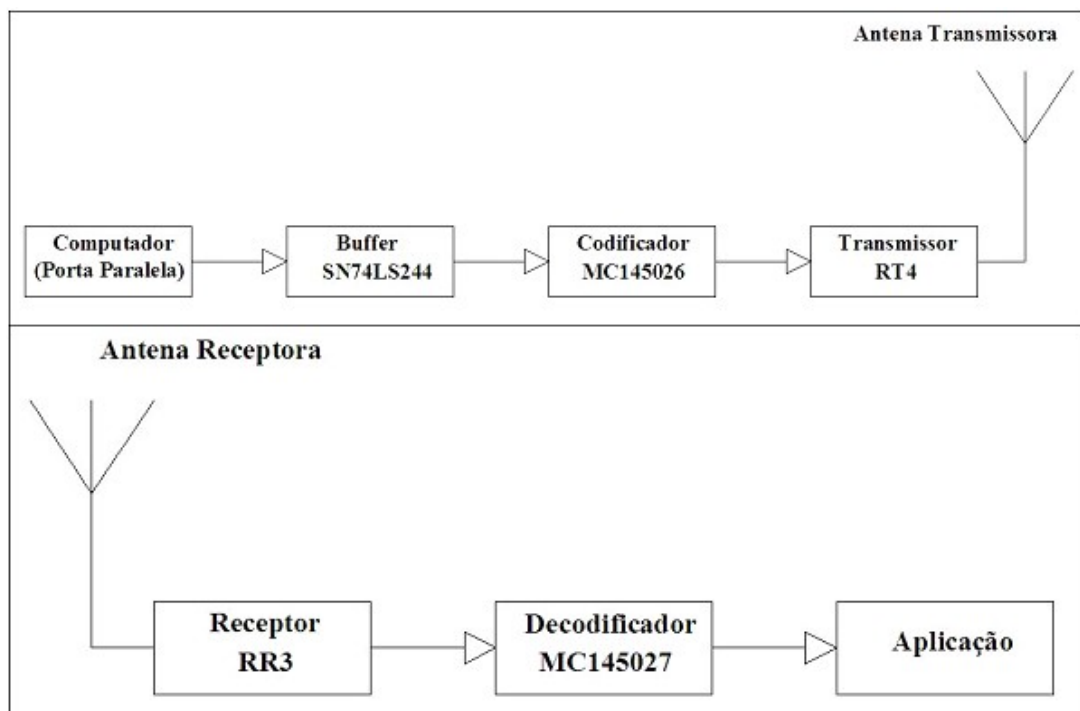 Antena Transmissora
Computador
(Porta Paralela)
Buffer
SN74LS244
Codificador
MC145026
Transmissor
RT4
Antena Receptora
Receptor
RR3
Decodificador
MC145027
Aplicação